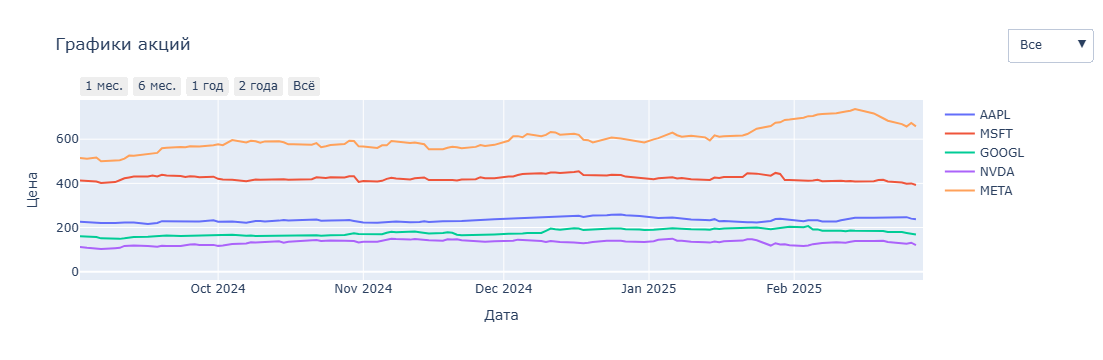 Графики акций
Все ▼
1 мес. 6 мес. 1 год 2 года Всё
Цена
600
400
200
0
Oct 2024 Nov 2024 Dec 2024 Jan 2025 Feb 2025
Дата
AAPL
MSFT
GOOGL
NVDA
META